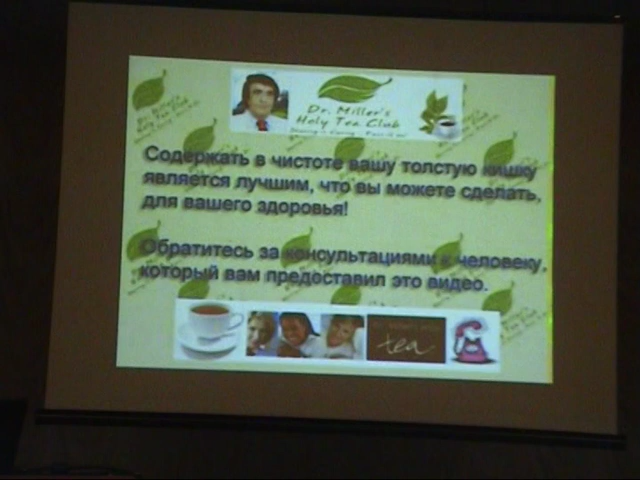 Dr. Miller's
Holy Tea Club
Содержать в чистоте вашу толстую кишку
является лучшим, что вы можете сделать,
для вашего здоровья!
Обратитесь за консультациями к человеку,
который вам предоставил это видео.
tea